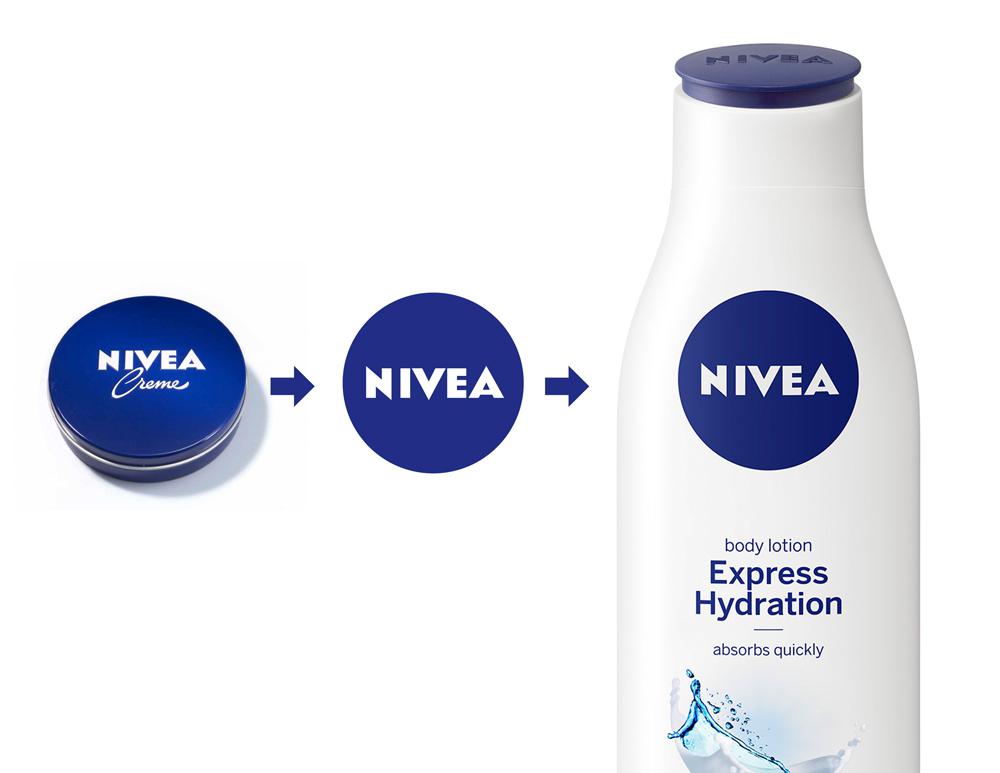 NIVEA
Creme
NIVEA
NIVEA
NIVEA
body lotion
Express
Hydration
absorbs quickly